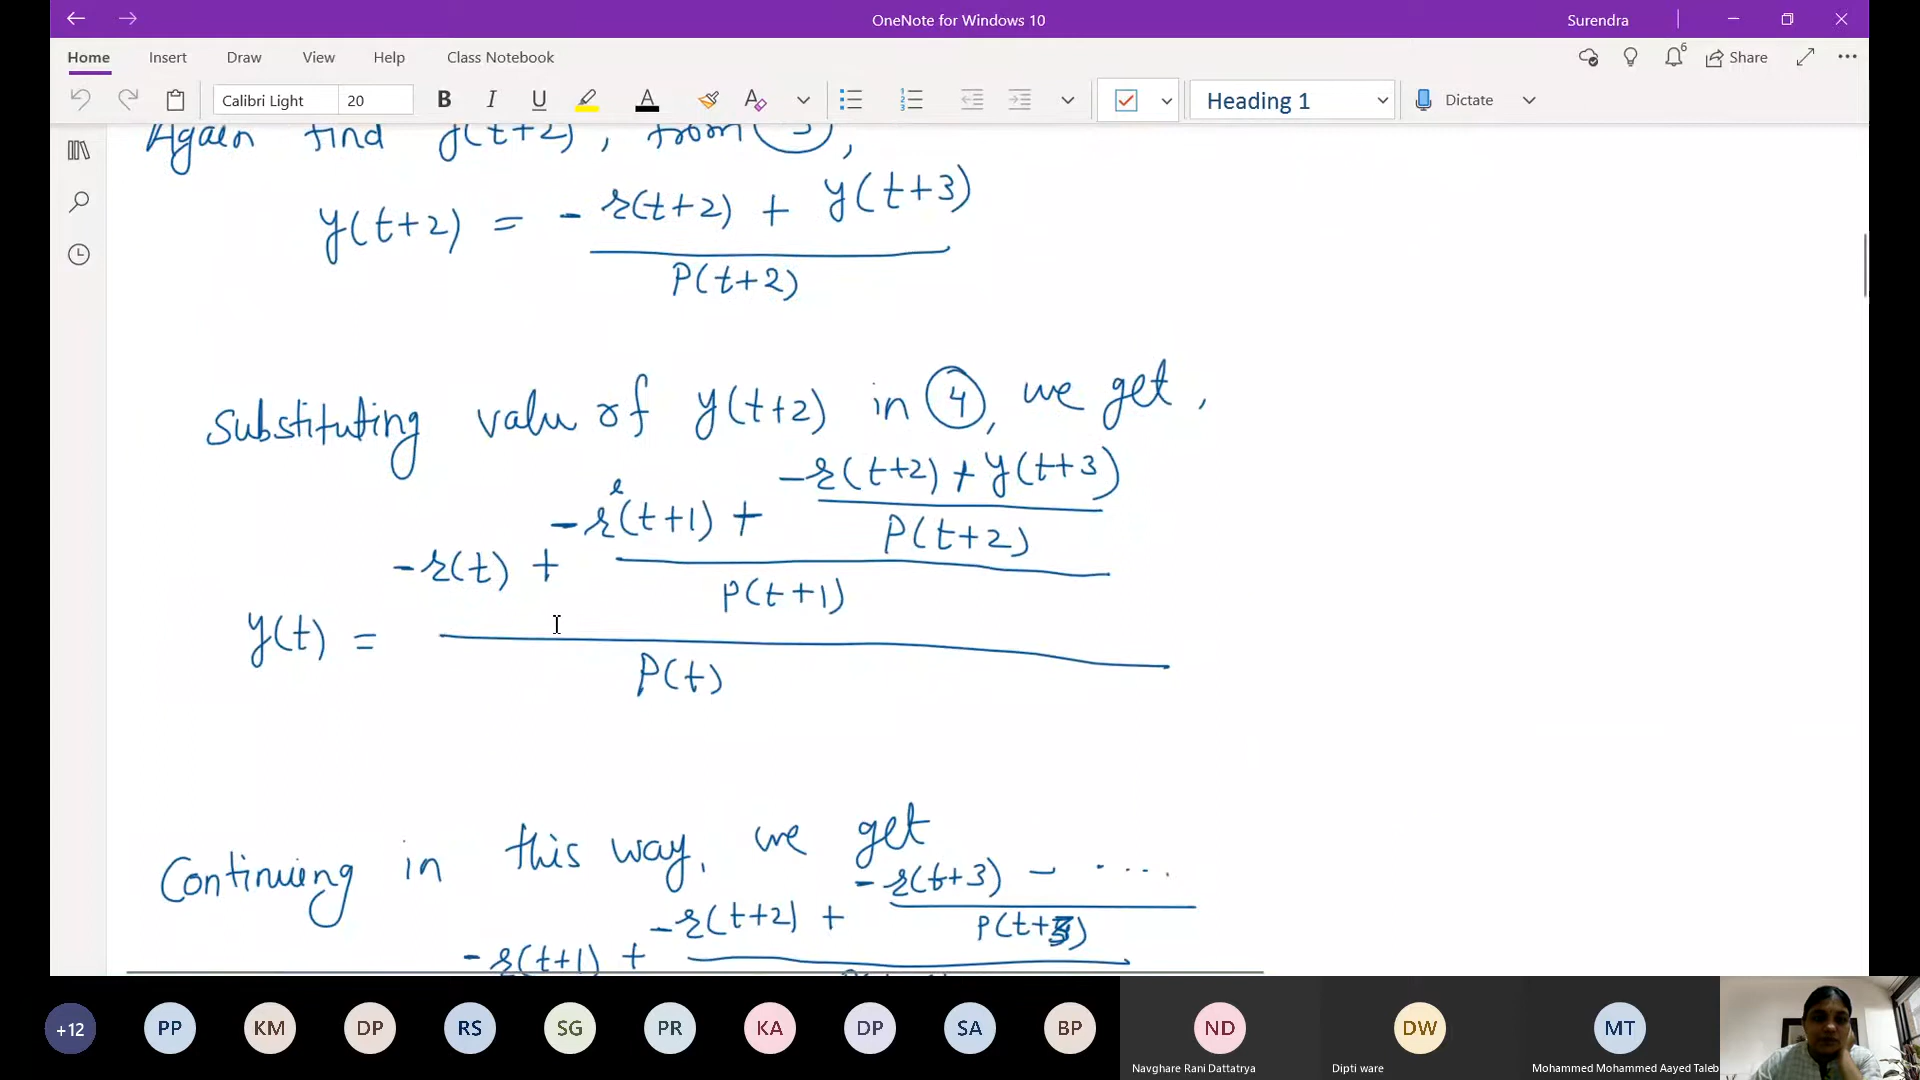 OneNote for Windows 10
Surendra
Home Insert Draw View Help Class Notebook
6 Share
Calibri Light 20 B I U A Heading 1 Dictate
Again find y(t+2), from 3,
y(t+2) = - r(t+2) + y(t+3)
P(t+2)
Substituting value of y(t+2) in 4, we get,
-r(t+2) + y(t+3)
-r(t+1) +
P(t+2)
-r(t) +
P(t+1)
y(t) =
P(t)
Continuing in this way, we get
-r(t+3) - ....
-r(t+2) +
P(t+3)
-r(t+1) +
+12 PP KM DP RS SG PR KA DP SA BP ND DW MT
Navghare Rani Dattatrya Dipti ware Mohammed Mohammed Aayed Taleb